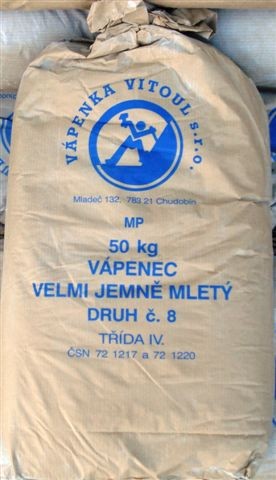 VÁPENKA VITOUL s.r.o.
Mladeč 132, 783 21 Chudobín
MP
50 kg
VÁPENEC
VELMI JEMNĚ MLETÝ
DRUH č. 8
TŘÍDA IV.
ČSN 72 1217 a 72 1220